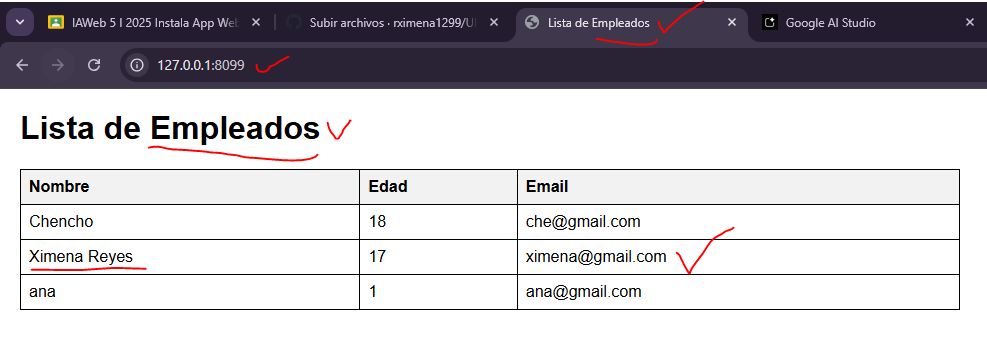 IAWeb 5 I 2025 Instala App Web
Subir archivos · rximena1299/U
Lista de Empleados
Google AI Studio
127.0.0.1:8099
Lista de Empleados
Nombre Edad Email
Chencho 18 che@gmail.com
Ximena Reyes 17 ximena@gmail.com
ana 1 ana@gmail.com